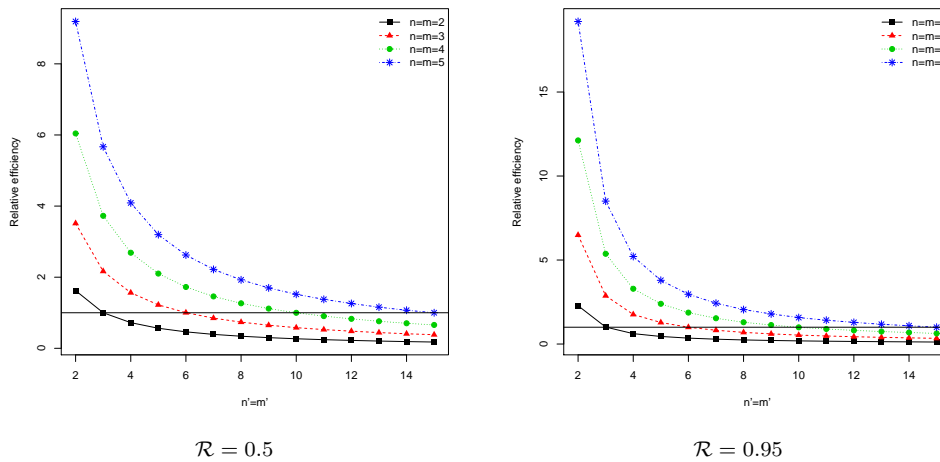 n=m=2
n=m=3
n=m=4
n=m=5
Relative efficiency
0
2
4
6
8
2
4
6
8
10
12
14
n'=m'
R = 0.5
n=m=
n=m=
n=m=
n=m=
Relative efficiency
0
5
10
15
2
4
6
8
10
12
14
n'=m'
R = 0.95